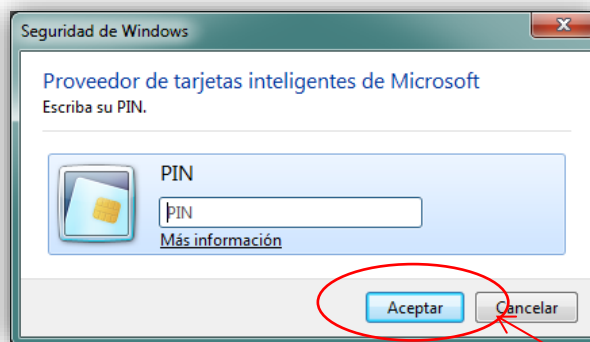 Seguridad de Windows
Proveedor de tarjetas inteligentes de Microsoft
Escriba su PIN.
PIN
PIN
Más información
Aceptar
Cancelar